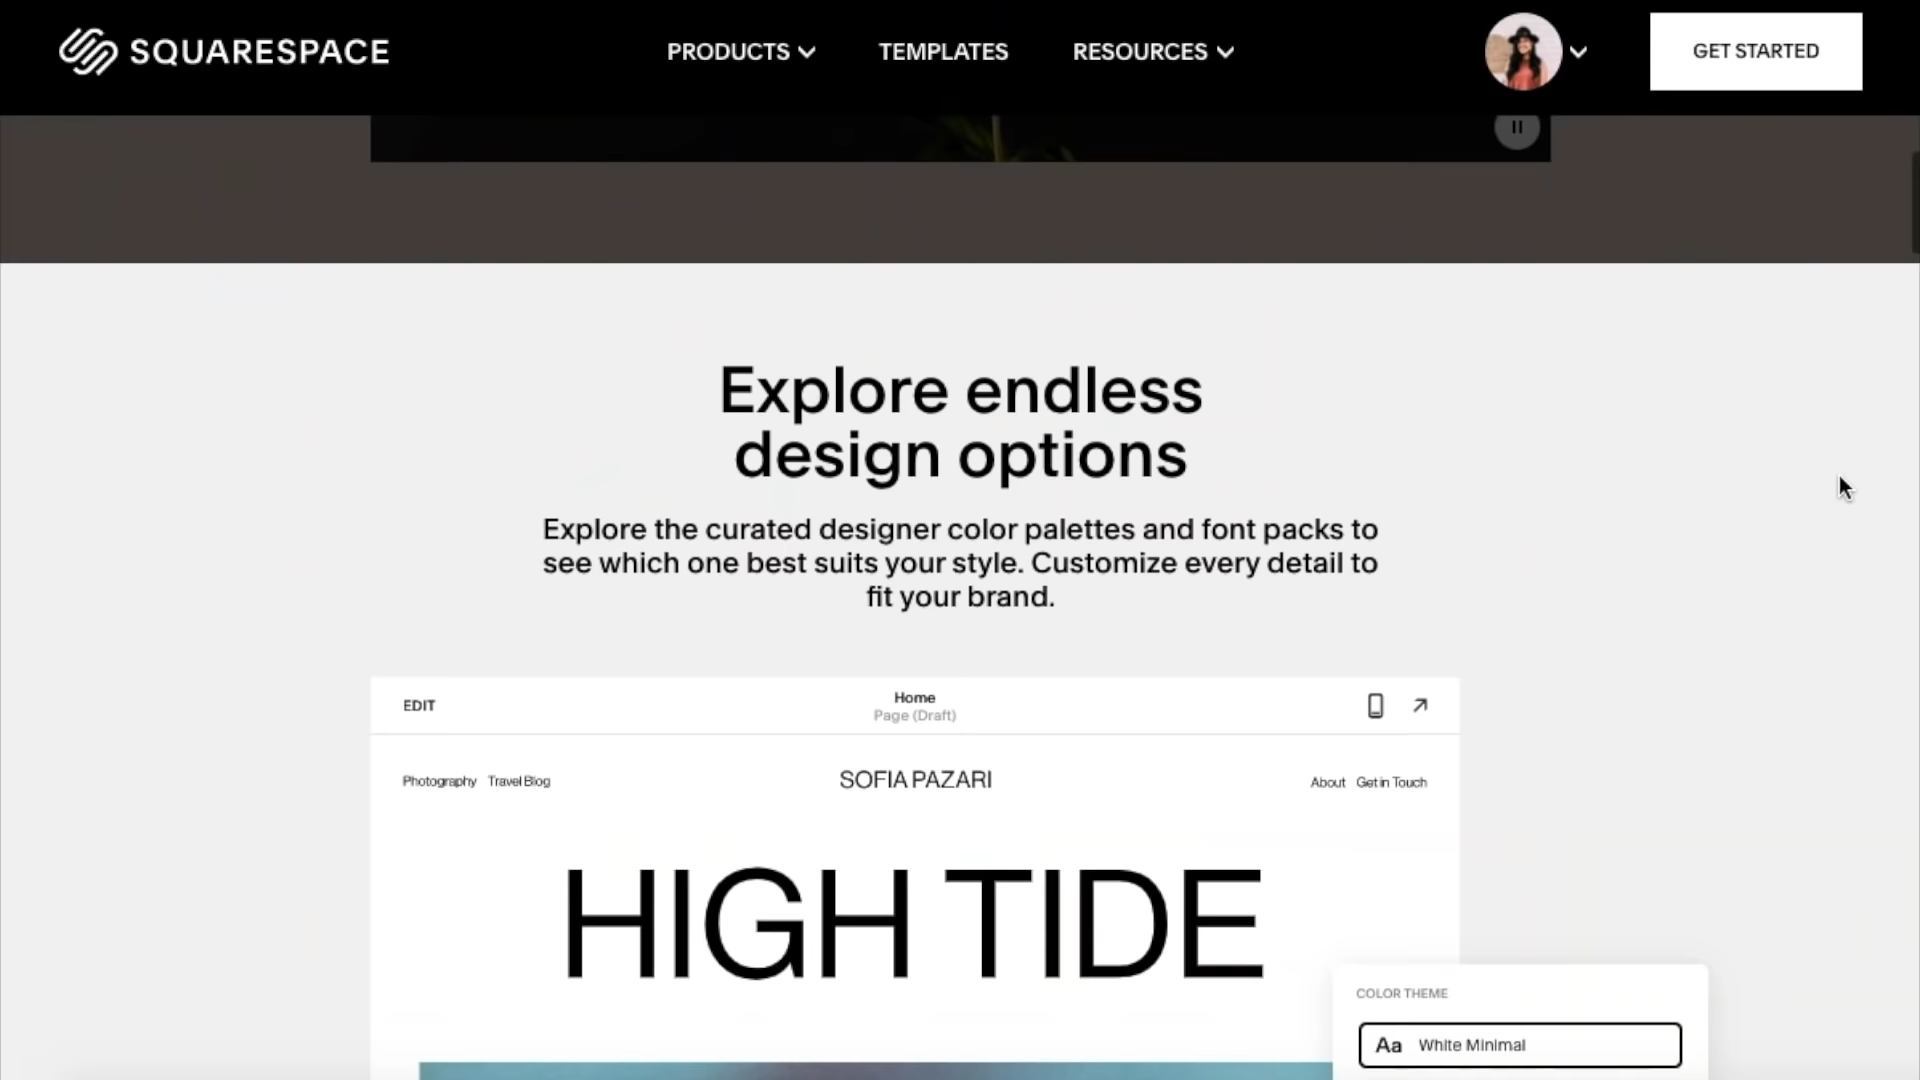 SQUARESPACE
PRODUCTS
TEMPLATES
RESOURCES
GET STARTED
Explore endless
design options
Explore the curated designer color palettes and font packs to
see which one best suits your style. Customize every detail to
fit your brand.
EDIT
Home
Page (Draft)
Photography
Travel Blog
SOFIA PAZARI
About
Get in Touch
HIGH TIDE
COLOR THEME
Aa White Minimal